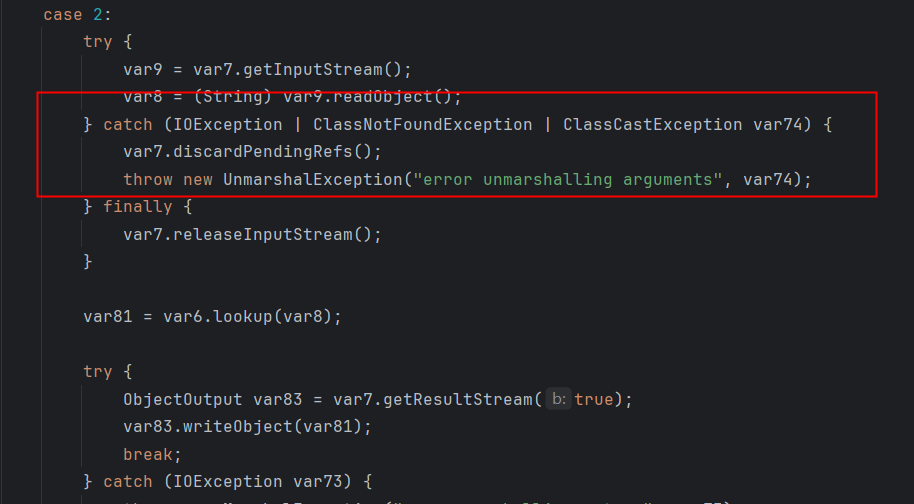 case 2:
try {
var9 = var7.getInputStream();
var8 = (String) var9.readObject();
} catch (IOException | ClassNotFoundException | ClassCastException var74) {
var7.discardPendingRefs();
throw new UnmarshalException("error unmarshalling arguments", var74);
} finally {
var7.releaseInputStream();
}
var81 = var6.lookup(var8);
try {
ObjectOutput var83 = var7.getResultStream( b: true);
var83.writeObject(var81);
break;
} catch (IOException var73) {